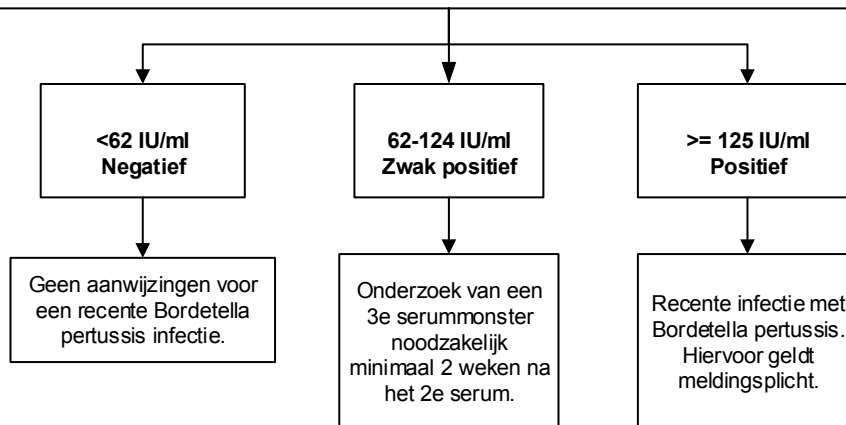 <62 IU/ml
Negatief
62-124 IU/ml
Zwak positief
>= 125 IU/ml
Positief
Geen aanwijzingen voor
een recente Bordetella
pertussis infectie.
Onderzoek van een
3e serummonster
noodzakelijk
minimaal 2 weken na
het 2e serum.
Recente infectie met
Bordetella pertussis.
Hiervoor geldt
meldingsplicht.